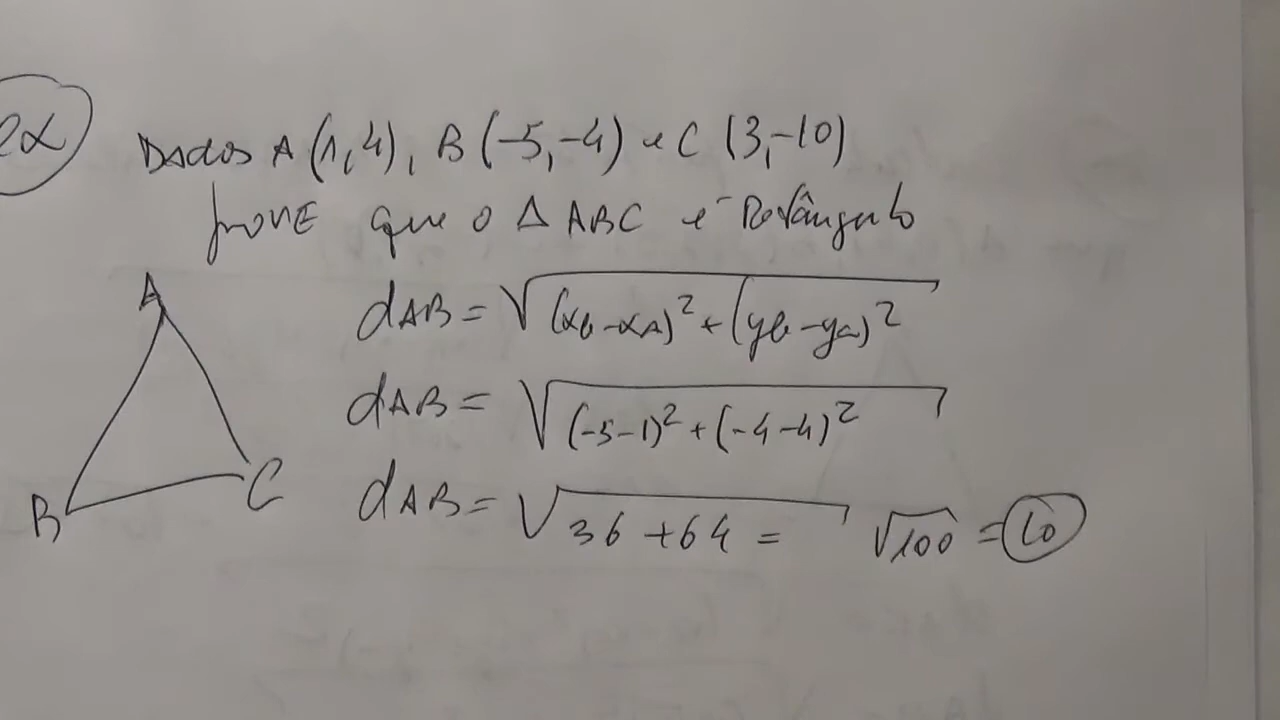 ex
Dados A(1,4), B(-5,-4) e C(3,-10)
prove que o Δ ABC é Retângulo
A
B
C
dAB = √(xb-xA)²+(yb-ya)²
dAB = √(-5-1)²+(-4-4)²
dAB = √36+64 = √100 = 10